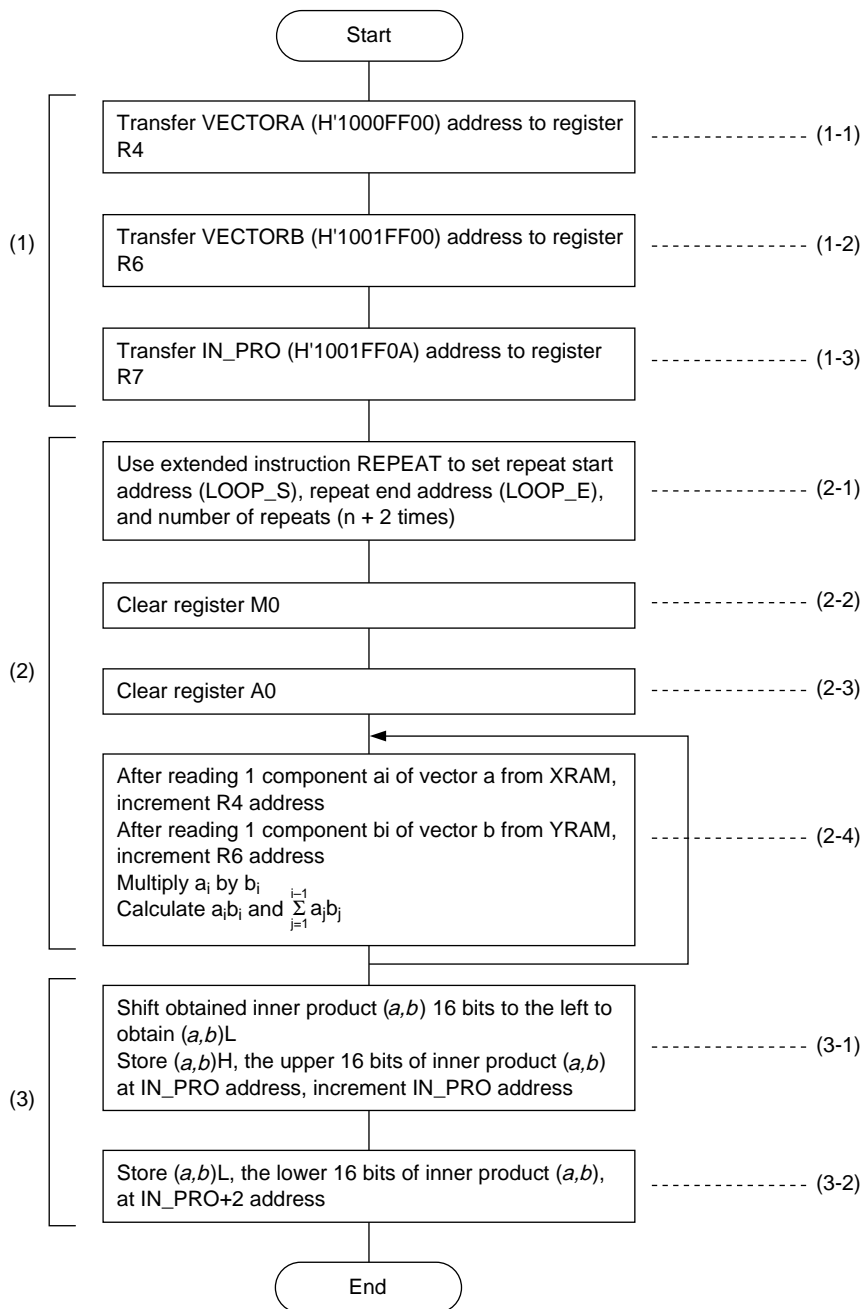 Start
(1)
Transfer VECTORA (H'1000FF00) address to register
R4
(1-1)
Transfer VECTORB (H'1001FF00) address to register
R6
(1-2)
Transfer IN_PRO (H'1001FF0A) address to register
R7
(1-3)
(2)
Use extended instruction REPEAT to set repeat start
address (LOOP_S), repeat end address (LOOP_E),
and number of repeats (n + 2 times)
(2-1)
Clear register M0
(2-2)
Clear register A0
(2-3)
After reading 1 component ai of vector a from XRAM,
increment R4 address
After reading 1 component bi of vector b from YRAM,
increment R6 address
Multiply aᵢ by bᵢ
Calculate aᵢbᵢ and i–1 Σ j=1 aⱼbⱼ
(2-4)
(3)
Shift obtained inner product (a,b) 16 bits to the left to
obtain (a,b)L
Store (a,b)H, the upper 16 bits of inner product (a,b)
at IN_PRO address, increment IN_PRO address
(3-1)
Store (a,b)L, the lower 16 bits of inner product (a,b),
at IN_PRO+2 address
(3-2)
End